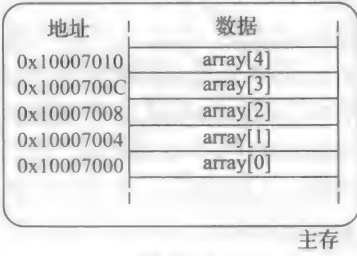 地址 数据
0x10007010 array[4]
0x1000700C array[3]
0x10007008 array[2]
0x10007004 array[1]
0x10007000 array[0]
主存